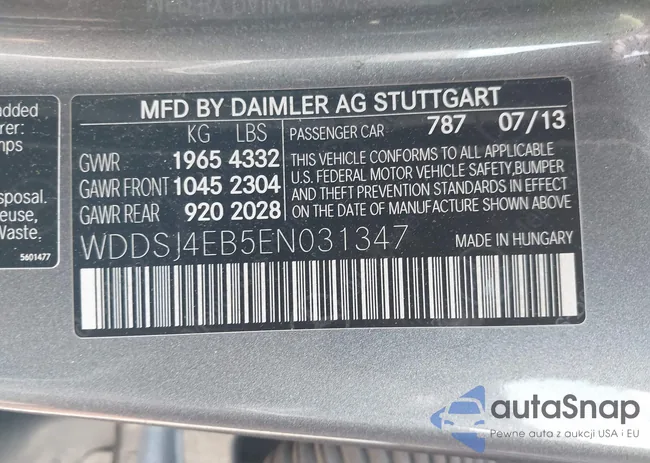 added
rer:
mps
sposal.
euse,
Waste.
5601477
MFD BY DAIMLER AG STUTTGART
KG LBS
GVWR 1965 4332
GAWR FRONT 1045 2304
GAWR REAR 920 2028
PASSENGER CAR 787 07/13
THIS VEHICLE CONFORMS TO ALL APPLICABLE
U.S. FEDERAL MOTOR VEHICLE SAFETY, BUMPER
AND THEFT PREVENTION STANDARDS IN EFFECT
ON THE DATE OF MANUFACTURE SHOWN ABOVE
WDDSJ4EB5EN031347
MADE IN HUNGARY
autaSnap
Pewne auta z aukcji USA i EU